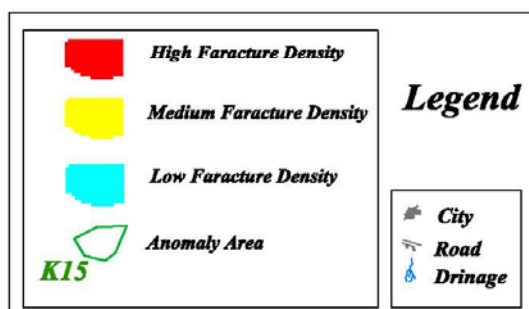 High Faracture Density
Medium Faracture Density
Low Faracture Density
Anomaly Area
K15
Legend
City
Road
Drinage